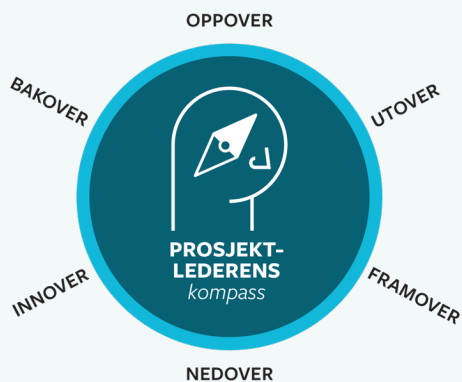 OPPOVER
BAKOVER
UTOVER
PROSJEKT-
LEDERENS
kompass
INNOVER
FRAMOVER
NEDOVER